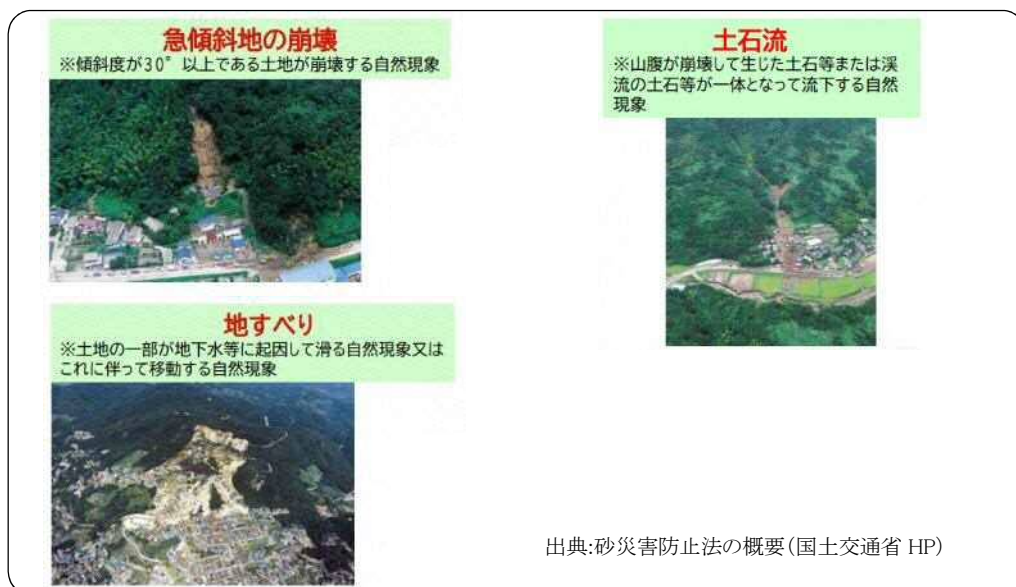 急傾斜地の崩壊
※傾斜度が30°以上である土地が崩壊する自然現象
土石流
※山腹が崩壊して生じた土石等または渓
流の土石等が一体となって流下する自然
現象
地すべり
※土地の一部が地下水等に起因して滑る自然現象又は
これに伴って移動する自然現象
出典:砂災害防止法の概要(国土交通省 HP)